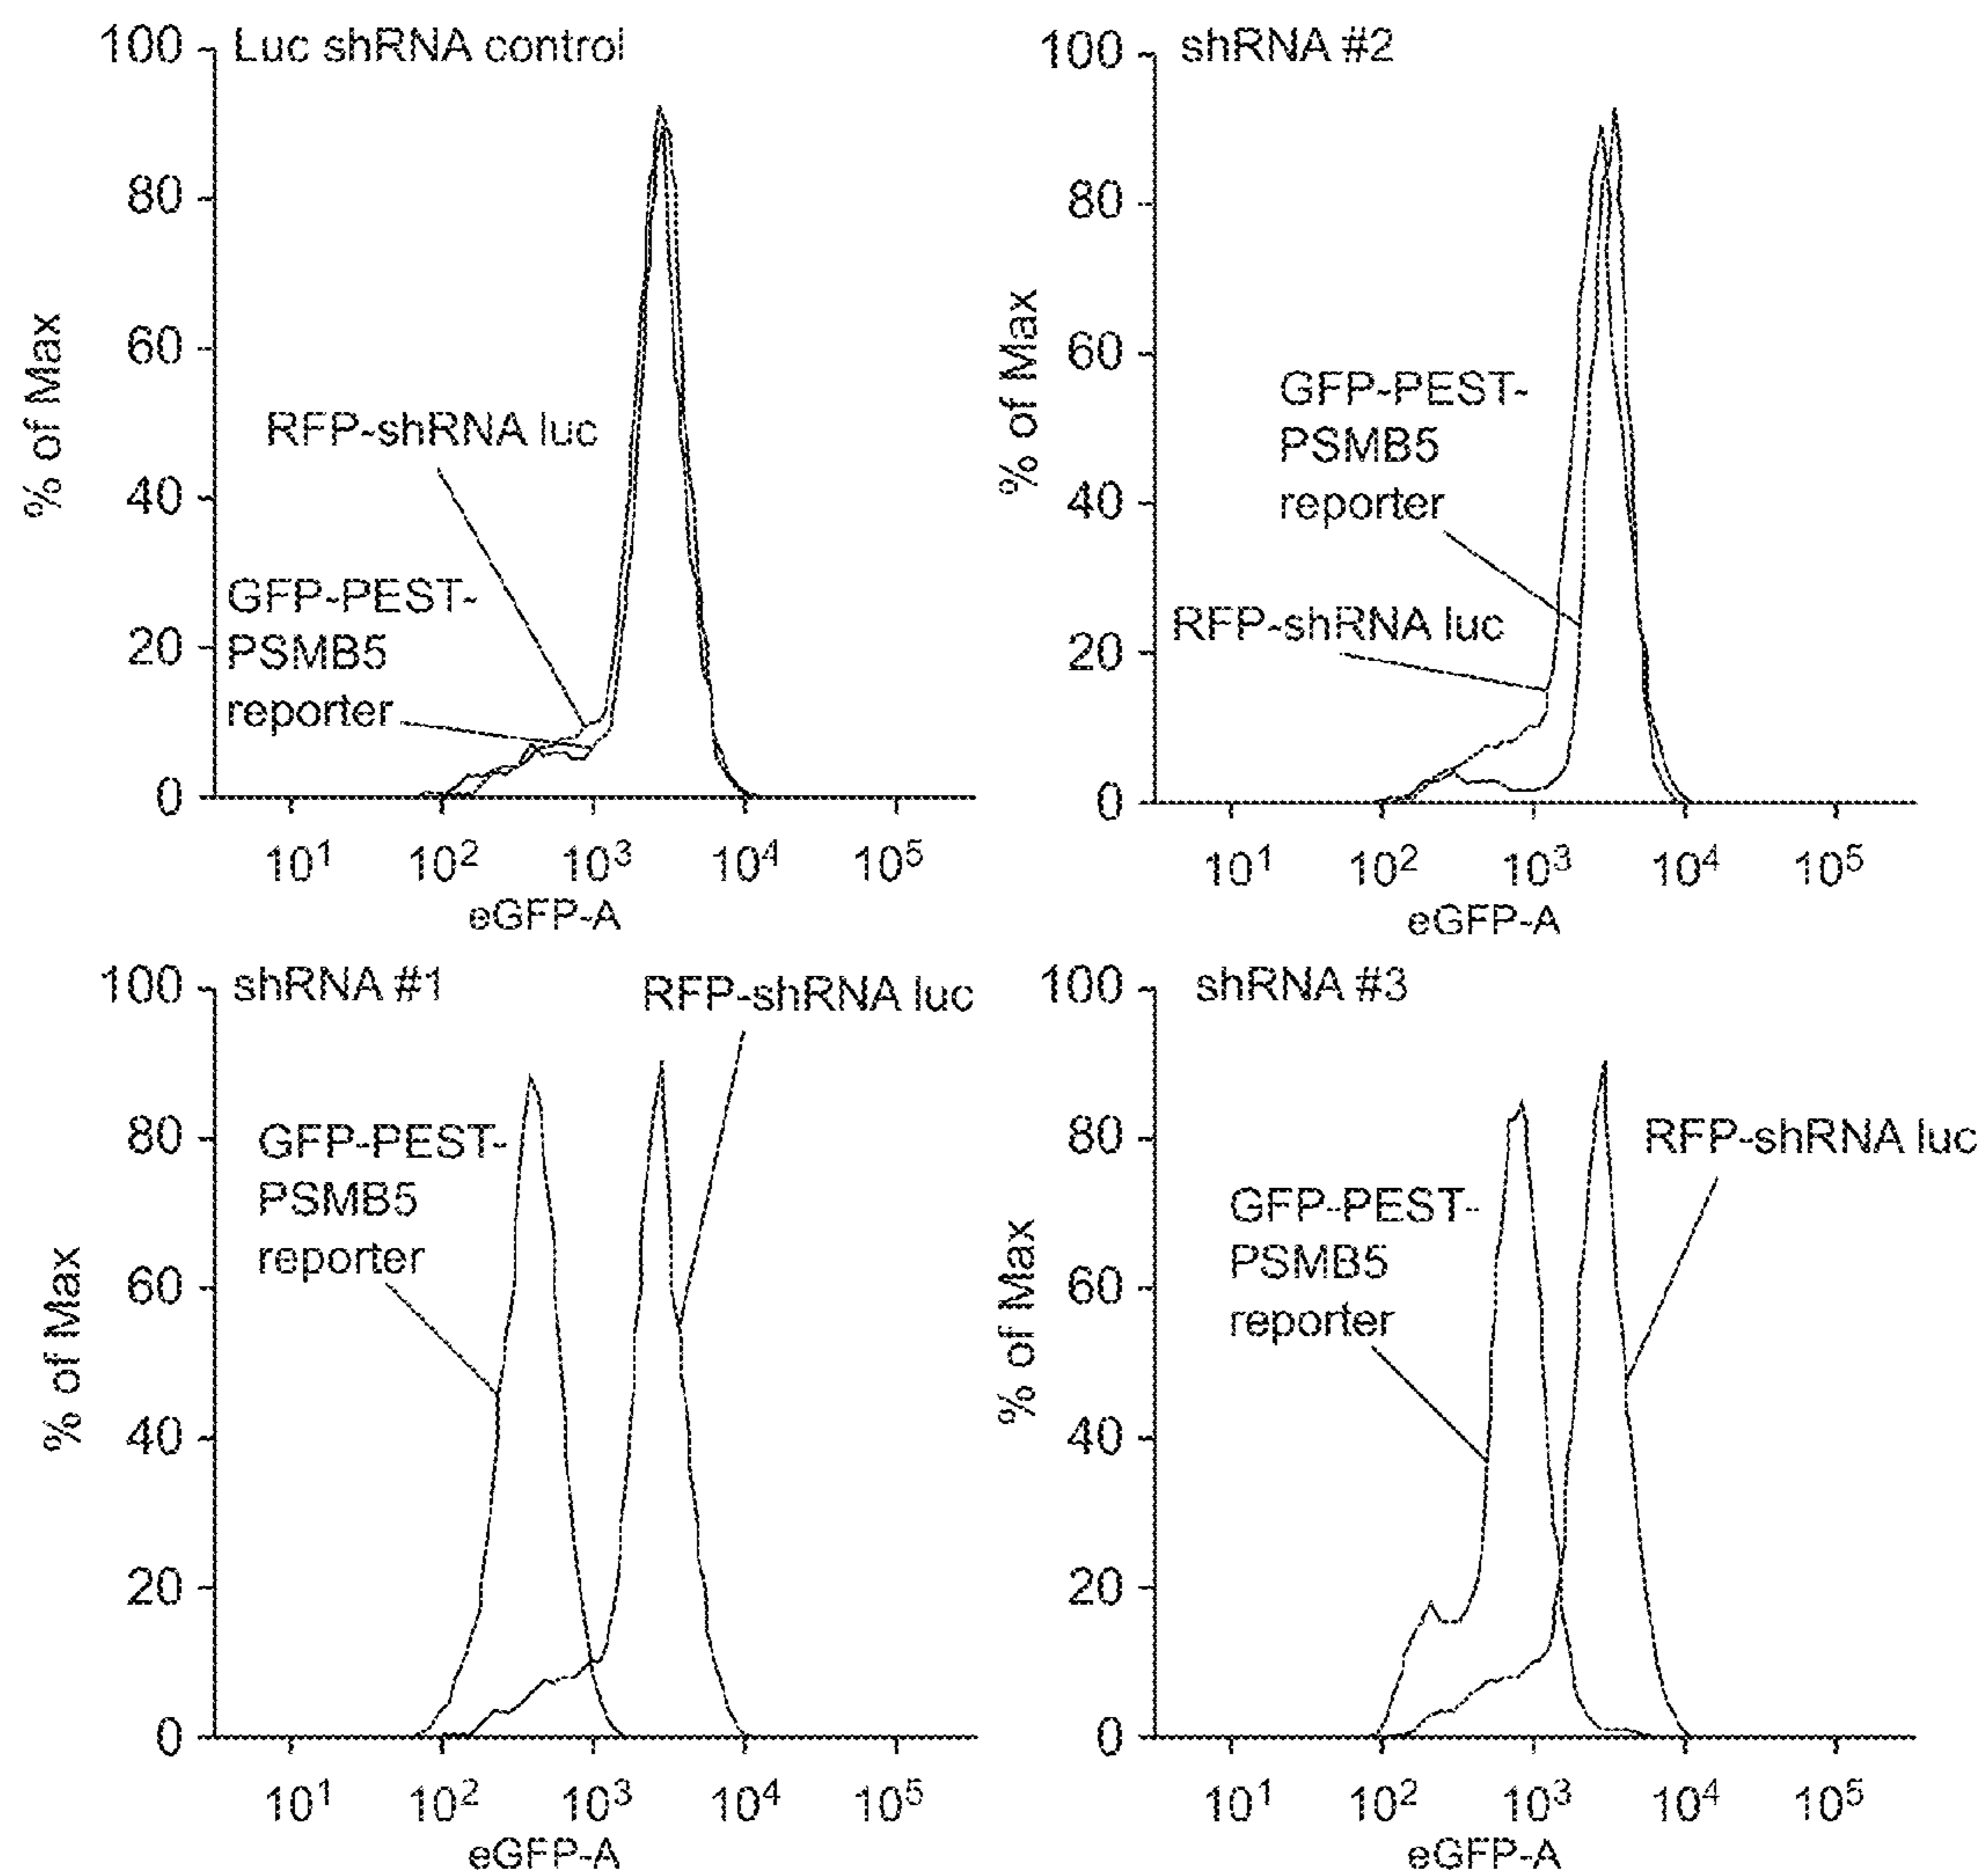 Luc shRNA control
100
80
60
40
20
0
% of Max
RFP-shRNA luc
GFP-PEST-
PSMB5
reporter
10¹ 10² 10³ 10⁴ 10⁵
eGFP-A
shRNA #2
100
80
60
40
20
0
% of Max
GFP-PEST-
PSMB5
reporter
RFP-shRNA luc
10¹ 10² 10³ 10⁴ 10⁵
eGFP-A
shRNA #1
RFP-shRNA luc
100
80
60
40
20
0
% of Max
GFP-PEST-
PSMB5
reporter
10¹ 10² 10³ 10⁴ 10⁵
eGFP-A
shRNA #3
100
80
60
40
20
0
% of Max
RFP-shRNA luc
GFP-PEST-
PSMB5
reporter
10¹ 10² 10³ 10⁴ 10⁵
eGFP-A